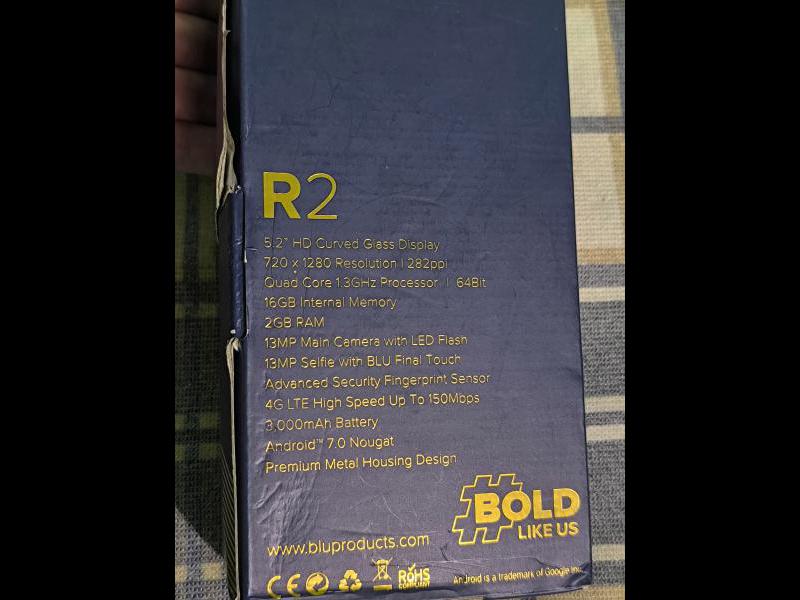 R2
5.2" HD Curved Glass Display
720 x 1280 Resolution | 282ppi
Quad Core 1.3GHz Processor | 64Bit
16GB Internal Memory
2GB RAM
13MP Main Camera with LED Flash
13MP Selfie with BLU Final Touch
Advanced Security Fingerprint Sensor
4G LTE High Speed Up To 150Mbps
3,000mAh Battery
Android™ 7.0 Nougat
Premium Metal Housing Design
#BOLD
LIKE US
www.bluproducts.com
CE
RoHS
COMPLIANT
Android is a trademark of Google Inc.